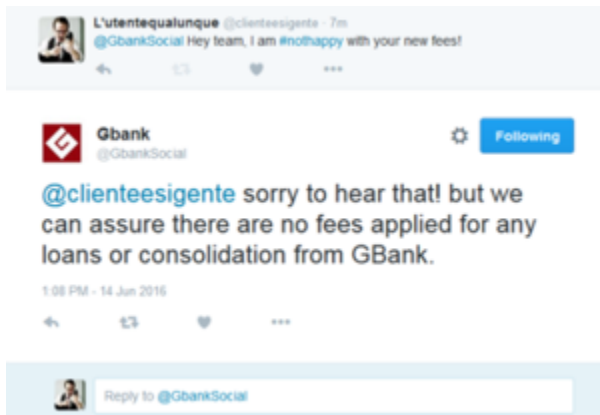 L'utentequalunque @clienteesigente · 7m
@GbankSocial Hey team, I am #nothappy with your new fees!
Gbank
@GbankSocial
Following
@clienteesigente sorry to hear that! but we
can assure there are no fees applied for any
loans or consolidation from GBank.
1:08 PM - 14 Jun 2016
Reply to @GbankSocial